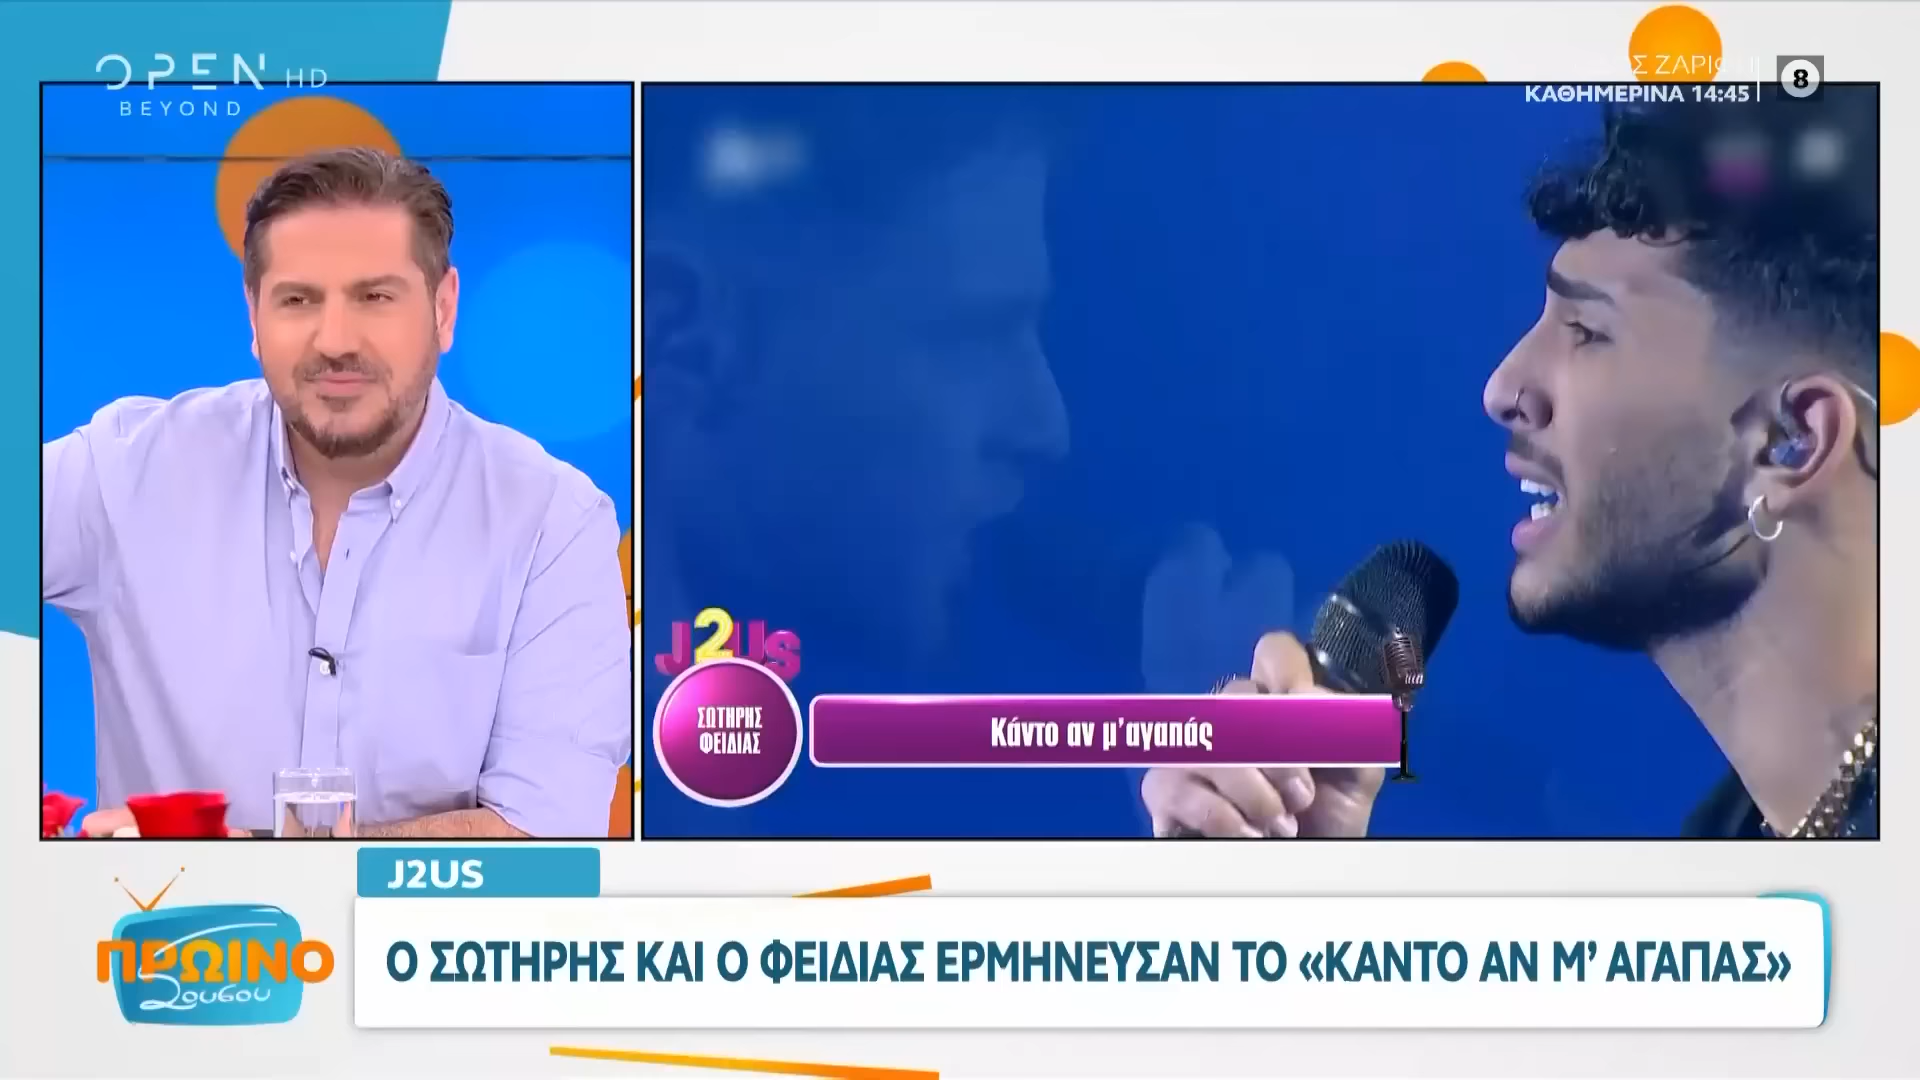 OPEN HD
BEYOND
ΚΑΘΗΜΕΡΙΝΑ 14:45
8
J2US
ΣΩΤΗΡΗΣ
ΦΕΙΔΙΑΣ
Κάντο αν μ'αγαπάς
J2US
ΠΡΩΙΝΟ
Σουσου
Ο ΣΩΤΗΡΗΣ ΚΑΙ Ο ΦΕΙΔΙΑΣ ΕΡΜΗΝΕΥΣΑΝ ΤΟ «ΚΑΝΤΟ ΑΝ Μ’ ΑΓΑΠΑΣ»